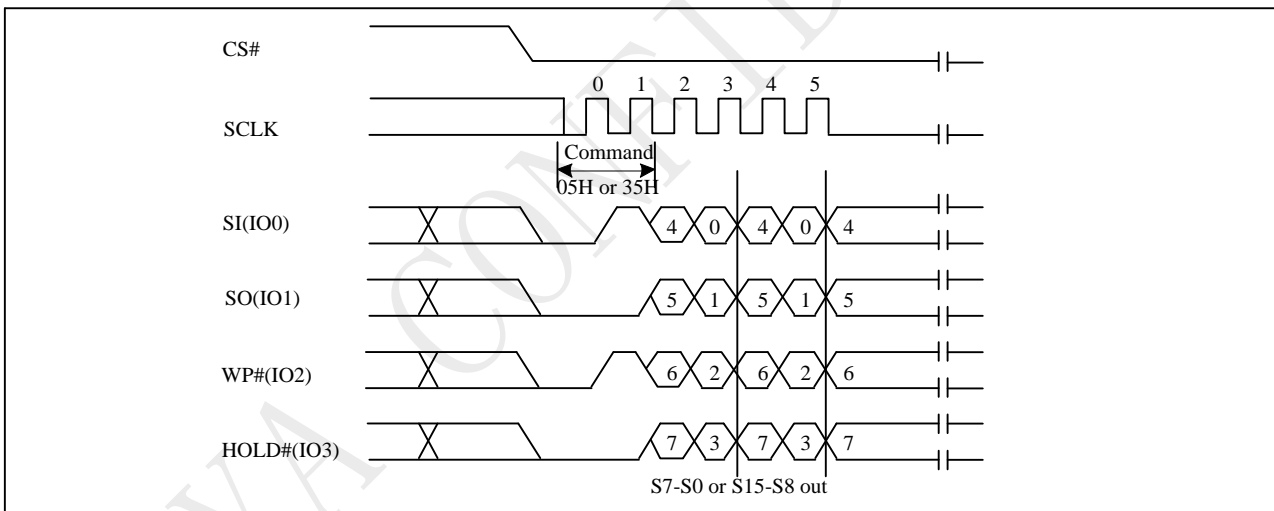 CS#
0 1 2 3 4 5
SCLK
Command
05H or 35H
SI(IO0) 4 0 4 0 4
SO(IO1) 5 1 5 1 5
WP#(IO2) 6 2 6 2 6
HOLD#(IO3) 7 3 7 3 7
S7-S0 or S15-S8 out